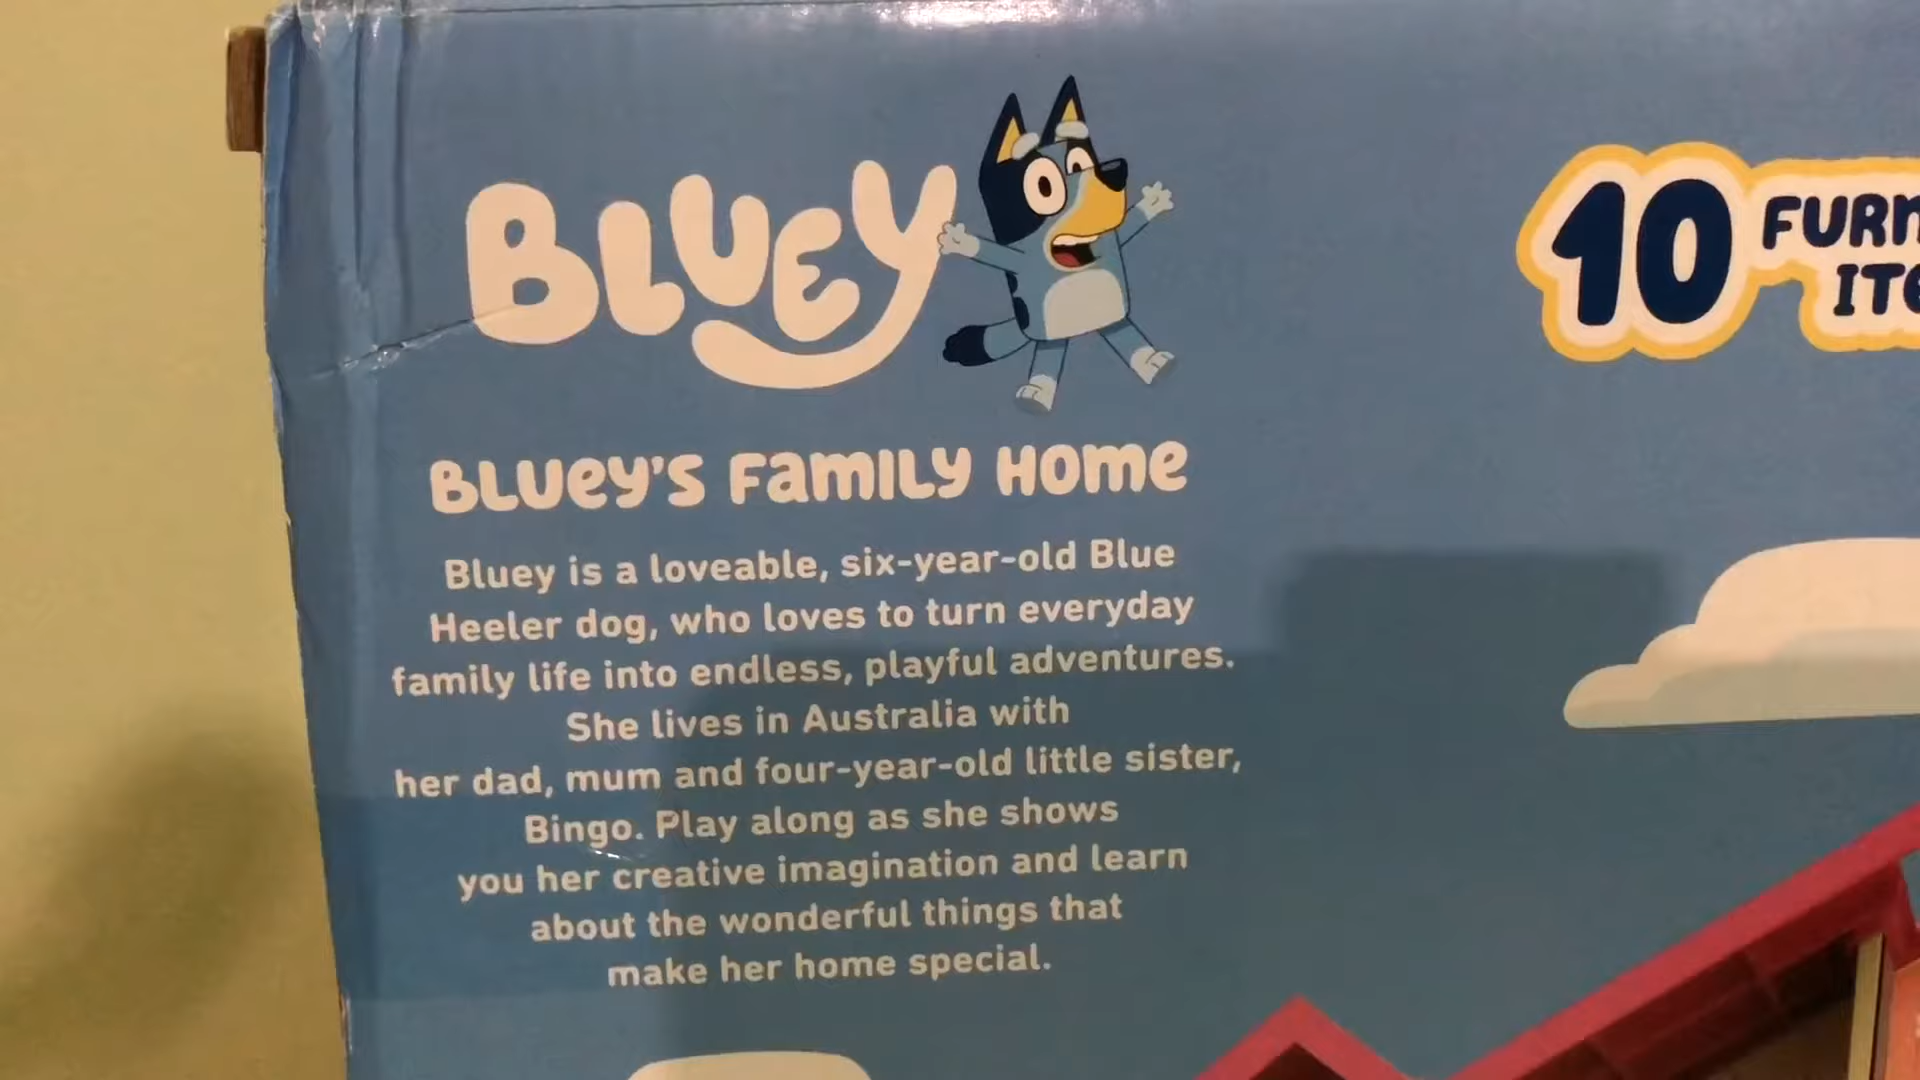 BLUEY
BLUEY'S FAMILY HOME
Bluey is a loveable, six-year-old Blue
Heeler dog, who loves to turn everyday
family life into endless, playful adventures.
She lives in Australia with
her dad, mum and four-year-old little sister,
Bingo. Play along as she shows
you her creative imagination and learn
about the wonderful things that
make her home special.
10